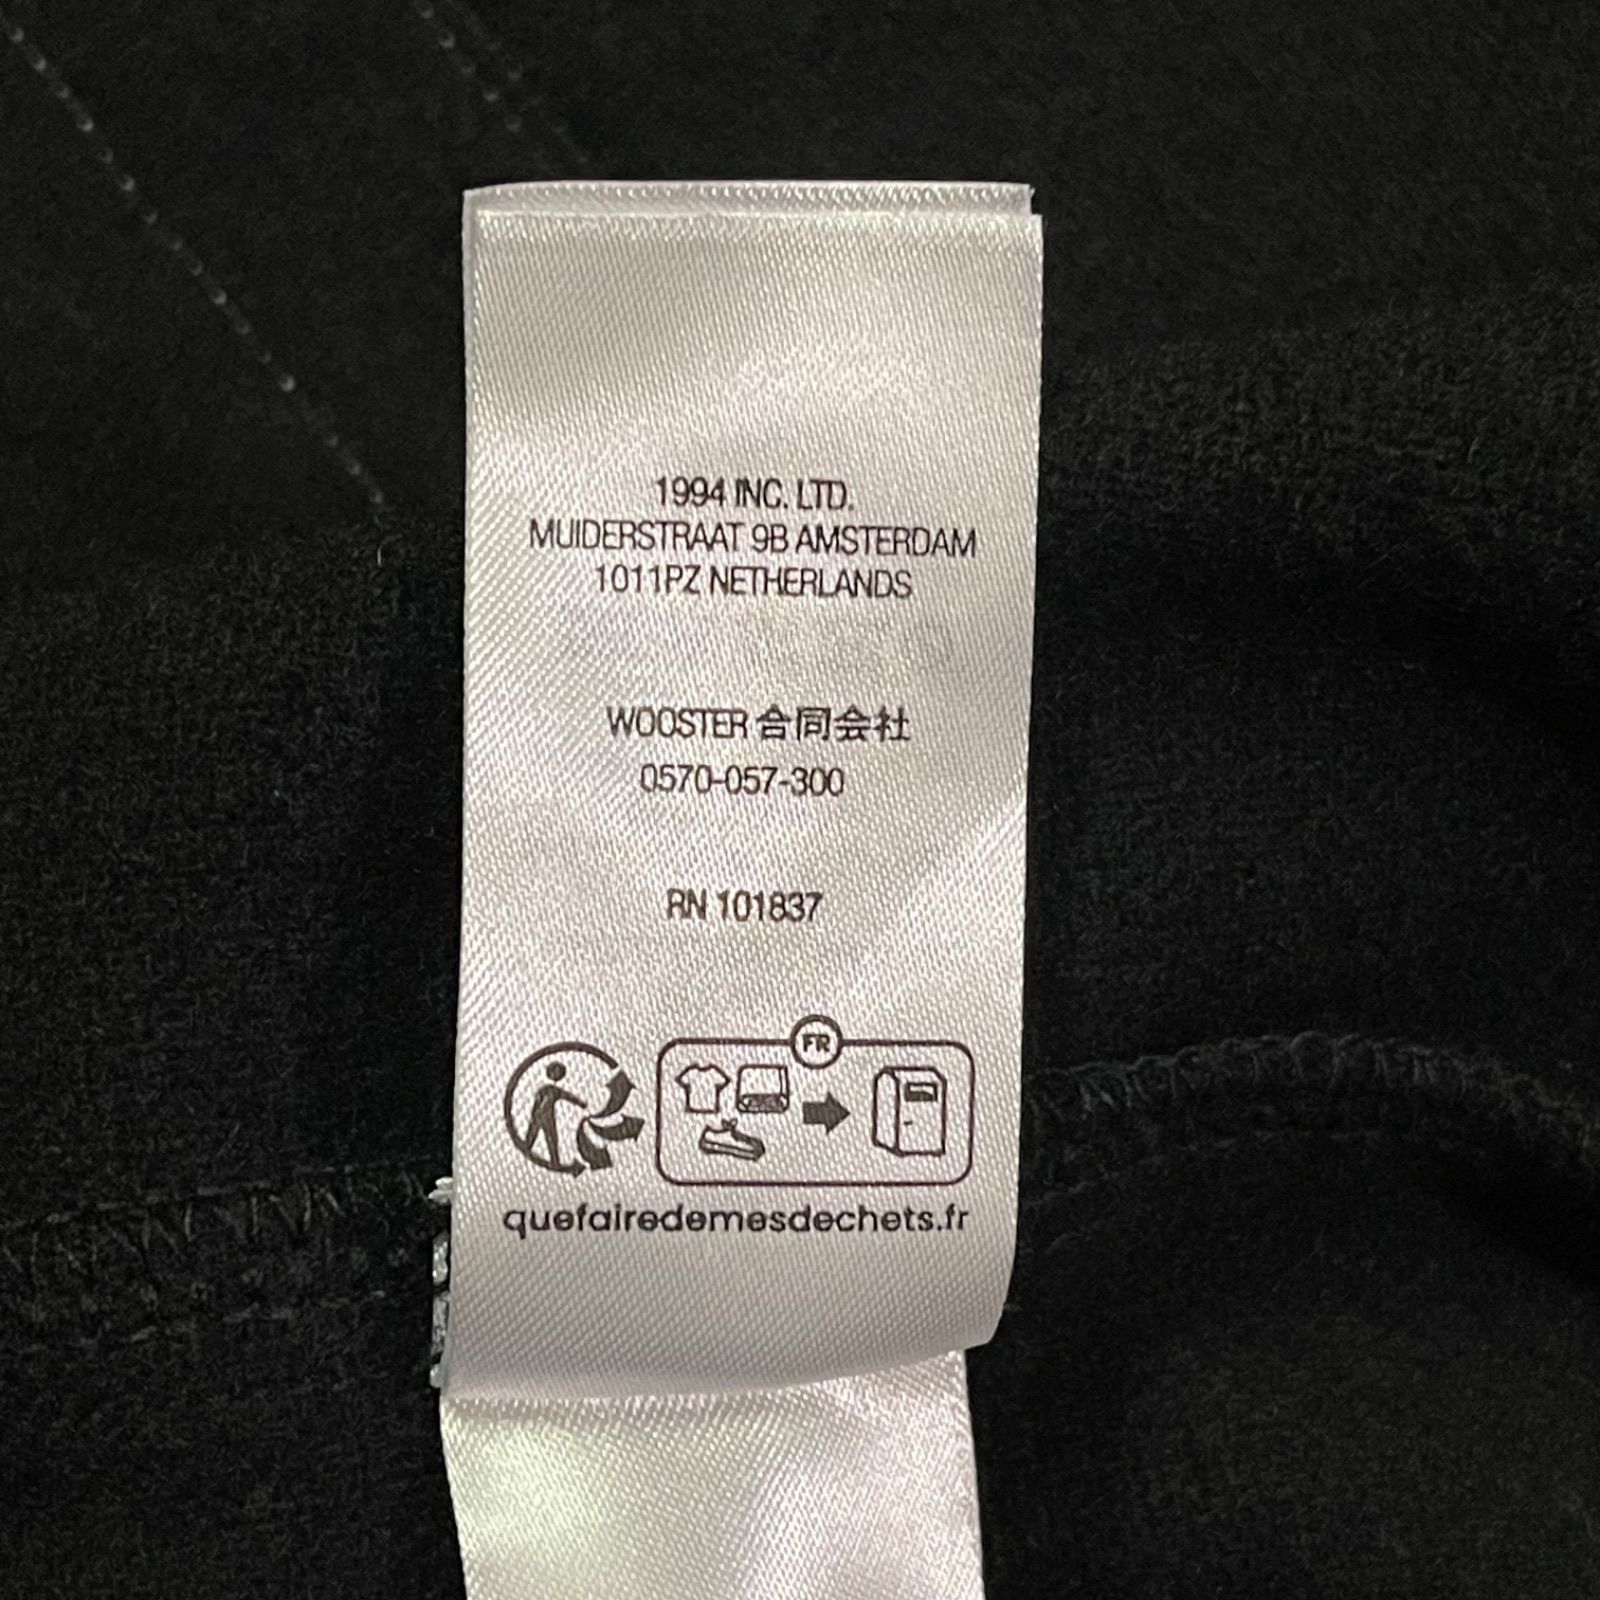 1994 INC. LTD.
MUIDERSTRAAT 9B AMSTERDAM
1011PZ NETHERLANDS
WOOSTER 合同会社
0570-057-300
RN 101837
FR
quefairedemesdechets.fr